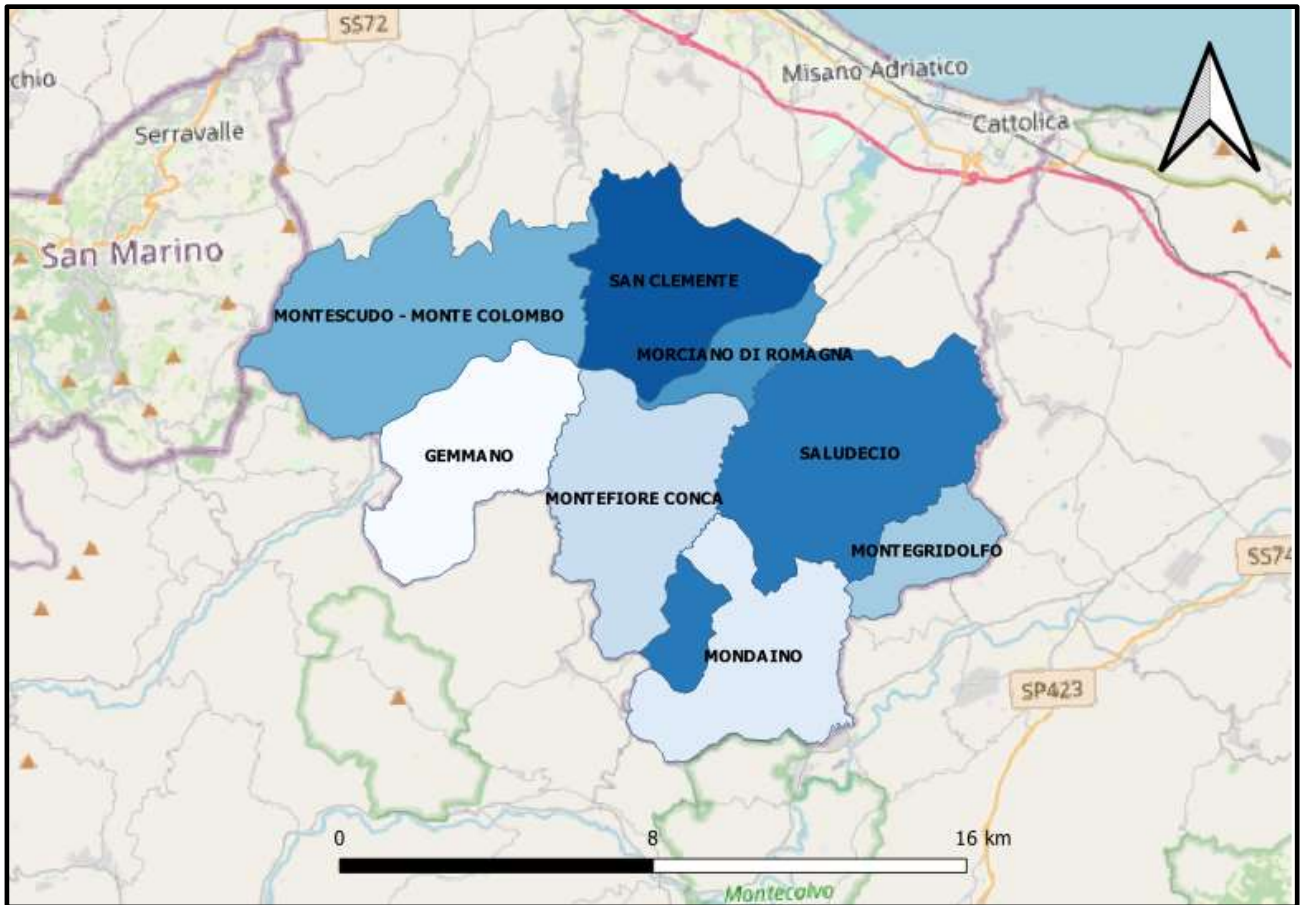 SS72
chio
Misano Adriatico
Serravalle
Cattolica
San Marino
SAN CLEMENTE
MONTESCUDO - MONTE COLOMBO
MORCIANO DI ROMAGNA
GEMMANO
SALUDECIO
MONTEFIORE CONCA
MONTEGRIDOLFO
SS74
MONDAINO
SP423
0 8 16 km
Montecalvo